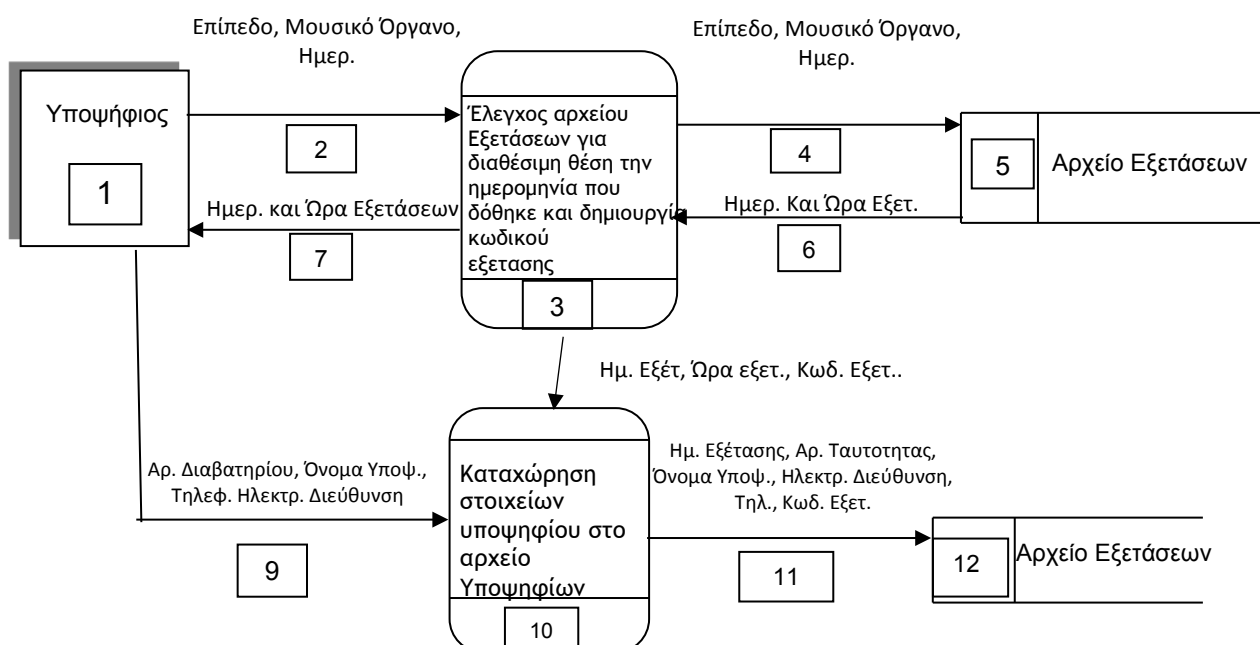 Επίπεδο, Μουσικό Όργανο,
Ημερ.
Επίπεδο, Μουσικό Όργανο,
Ημερ.
Υποψήφιος
1
2
Έλεγχος αρχείου
Εξετάσεων για
διαθέσιμη θέση την
ημερομηνία που
δόθηκε και δημιουργία
κωδικού
εξετασης
3
4
5
Αρχείο Εξετάσεων
Ημερ. και Ώρα Εξετάσεων
7
Ημερ. Και Ώρα Εξετ.
6
Ημ. Εξέτ, Ώρα εξετ., Κωδ. Εξετ..
Αρ. Διαβατηρίου, Όνομα Υποψ.,
Τηλεφ. Ηλεκτρ. Διεύθυνση
9
Καταχώρηση
στοιχείων
υποψηφίου στο
αρχείο
Υποψηφίων
10
Ημ. Εξέτασης, Αρ. Ταυτοτητας,
Όνομα Υποψ., Ηλεκτρ. Διεύθυνση,
Τηλ., Κωδ. Εξετ.
11
12
Αρχείο Εξετάσεων